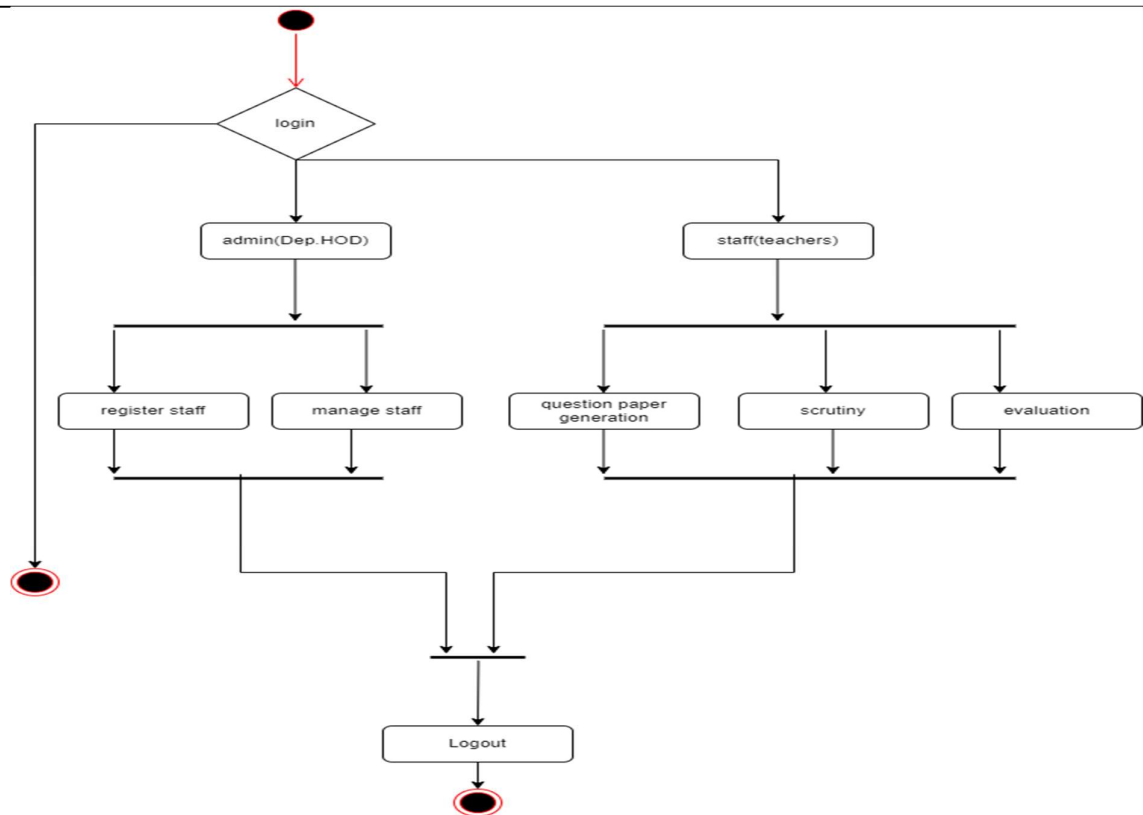 login
admin(Dep.HOD)
staff(teachers)
register staff
manage staff
question paper
generation
scrutiny
evaluation
Logout